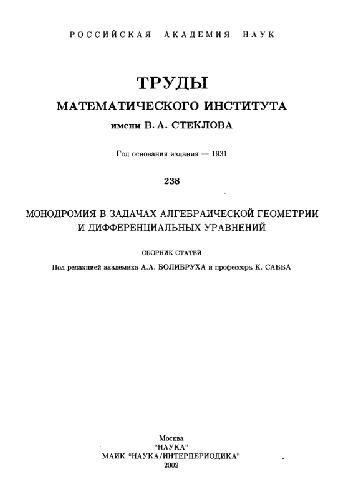 РОССИЙСКАЯ АКАДЕМИЯ НАУК
ТРУДЫ
МАТЕМАТИЧЕСКОГО ИНСТИТУТА
имени В. А. СТЕКЛОВА
Год основания издания — 1931
238
МОНОДРОМИЯ В ЗАДАЧАХ АЛГЕБРАИЧЕСКОЙ ГЕОМЕТРИИ
И ДИФФЕРЕНЦИАЛЬНЫХ УРАВНЕНИЙ
СБОРНИК СТАТЕЙ
Под редакцией академика А.А. БОЛИБРУХА и профессора К. САББА
Москва
"НАУКА"
МАИК "НАУКА/ИНТЕРПЕРИОДИКА"
2002